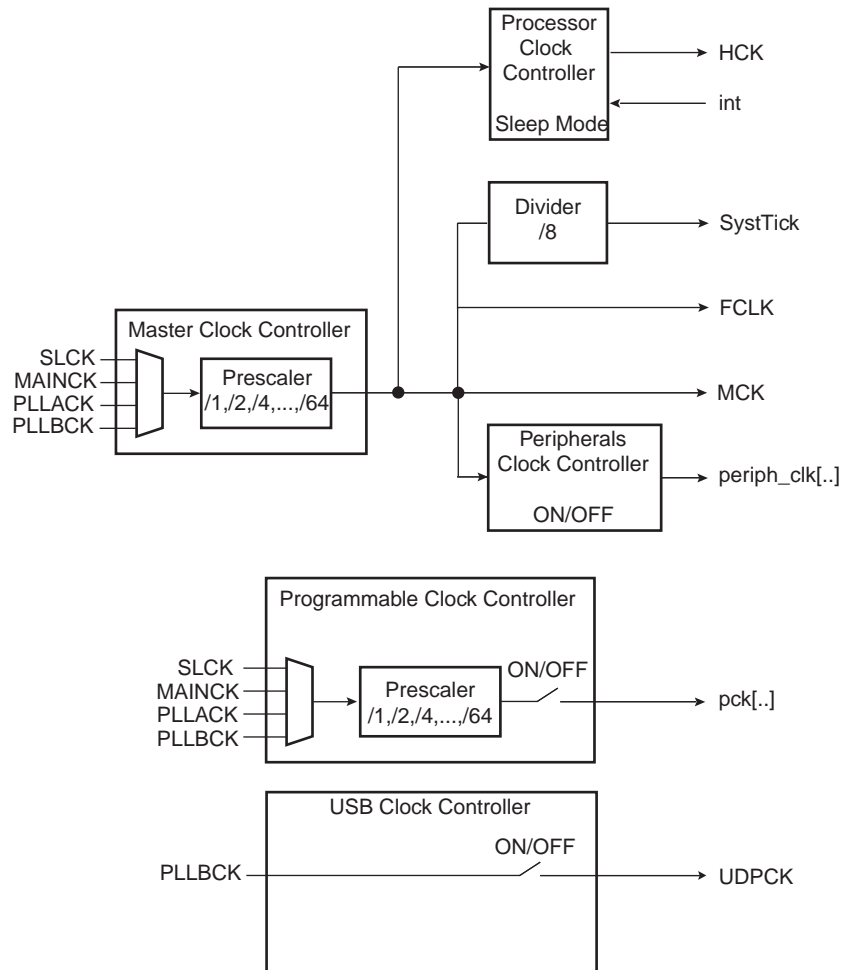 Processor
Clock
Controller
Sleep Mode
HCK
int
Divider
/8
SystTick
FCLK
Master Clock Controller
SLCK
MAINCK
PLLACK
PLLBCK
Prescaler
/1,/2,/4,...,/64
MCK
Peripherals
Clock Controller
ON/OFF
periph_clk[..]
Programmable Clock Controller
SLCK
MAINCK
PLLACK
PLLBCK
Prescaler
/1,/2,/4,...,/64
ON/OFF
pck[..]
USB Clock Controller
PLLBCK
ON/OFF
UDPCK